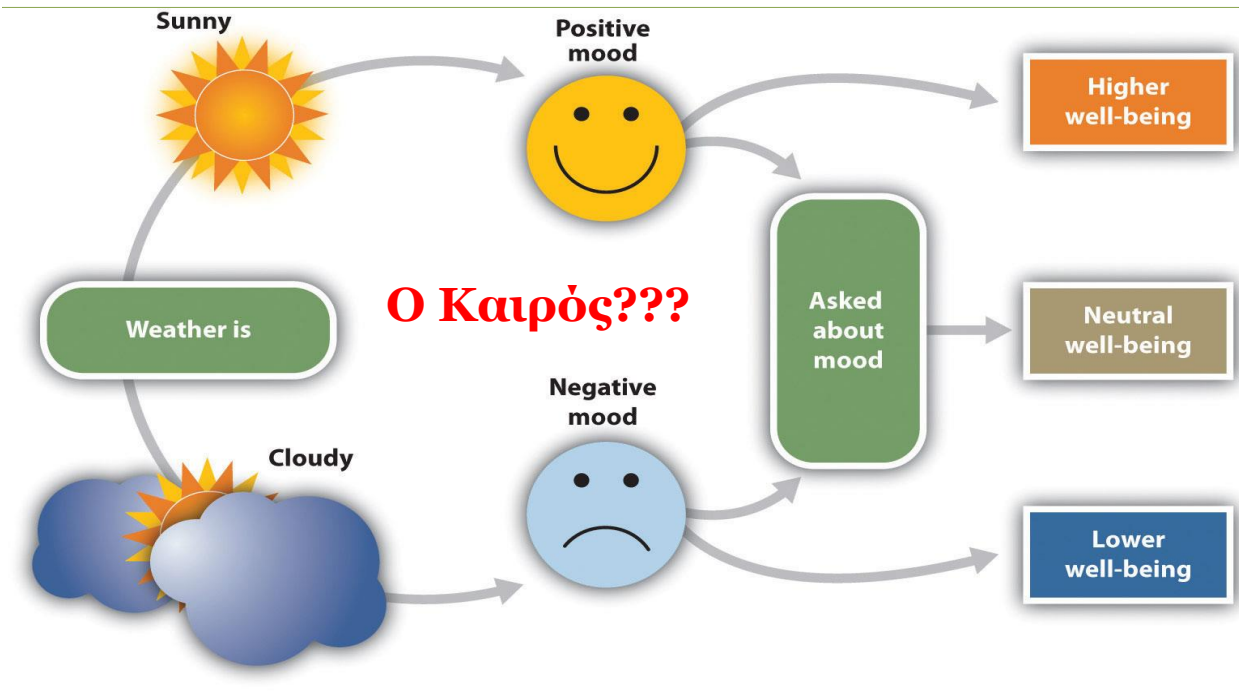 Sunny
Positive
mood
Higher
well-being
Weather is
Ο Καιρός???
Asked
about
mood
Neutral
well-being
Negative
mood
Cloudy
Lower
well-being